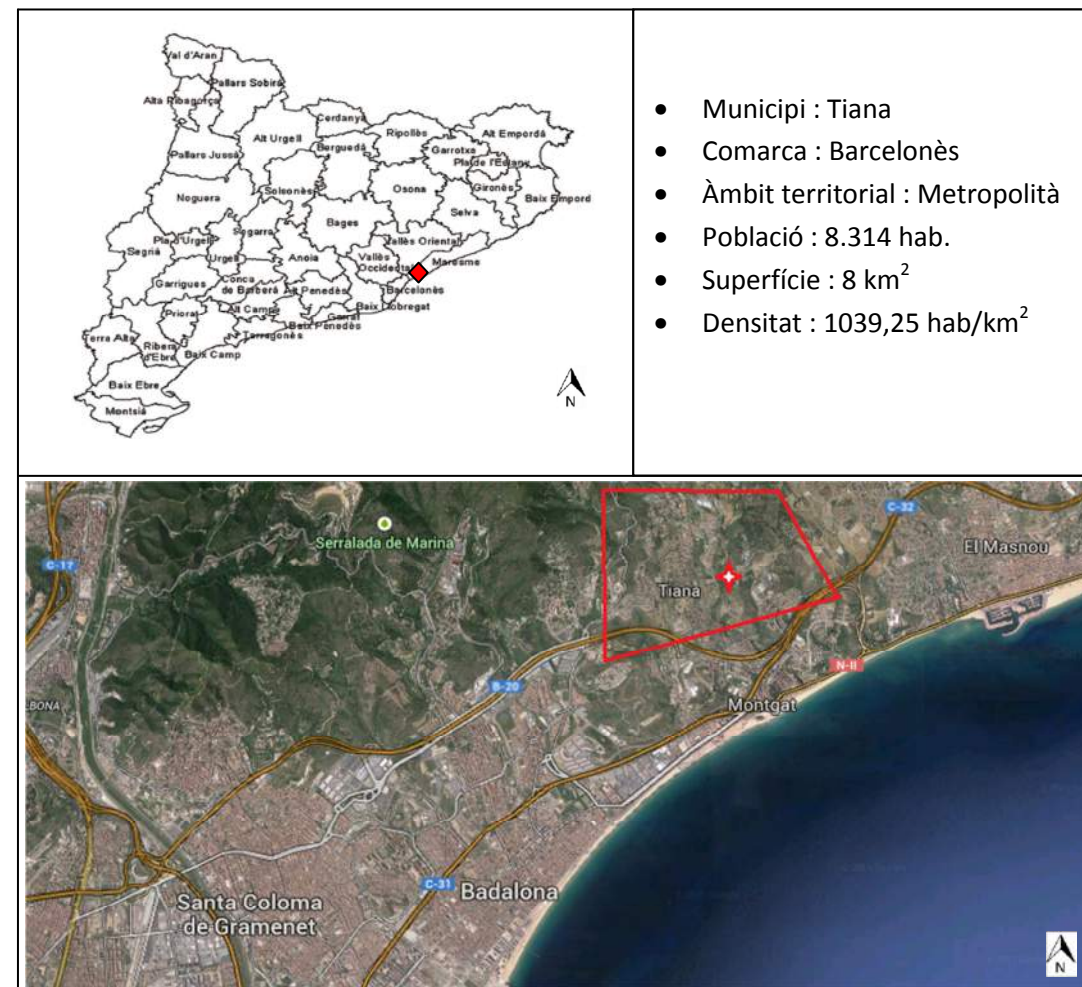 Val d'Aran
Pallars Sobirà
Alta Ribagorça
Cerdanya
Alt Urgell
Ripollès
Alt Empordà
Berguedà
Garrotxa
Pallars Jussà
Pla de l'Estany
Solsonès
Osona
Gironès
Noguera
Baix Empord
Selva
Bages
Segarra
Vallès Oriental
Pla d'Urgell
Segrià
Urgell
Anoia
Vallès
Occidental
Maresme
Garrigues
Conca
de Barberà
Alt Penedès
Barcelonès
Baix Llobregat
Priorat
Alt Camp
Garraf
Baix Penedès
Tarragonès
Terra Alta
Ribera
d'Ebre
Baix Camp
Baix Ebre
Montsià
N
• Municipi : Tiana
• Comarca : Barcelonès
• Àmbit territorial : Metropolità
• Població : 8.314 hab.
• Superfície : 8 km²
• Densitat : 1039,25 hab/km²
C-32
Serralada de Marina
El Masnou
C-17
Tiana
N-II
B-20
BONA
Montgat
C-31
Badalona
Santa Coloma
de Gramenet
N